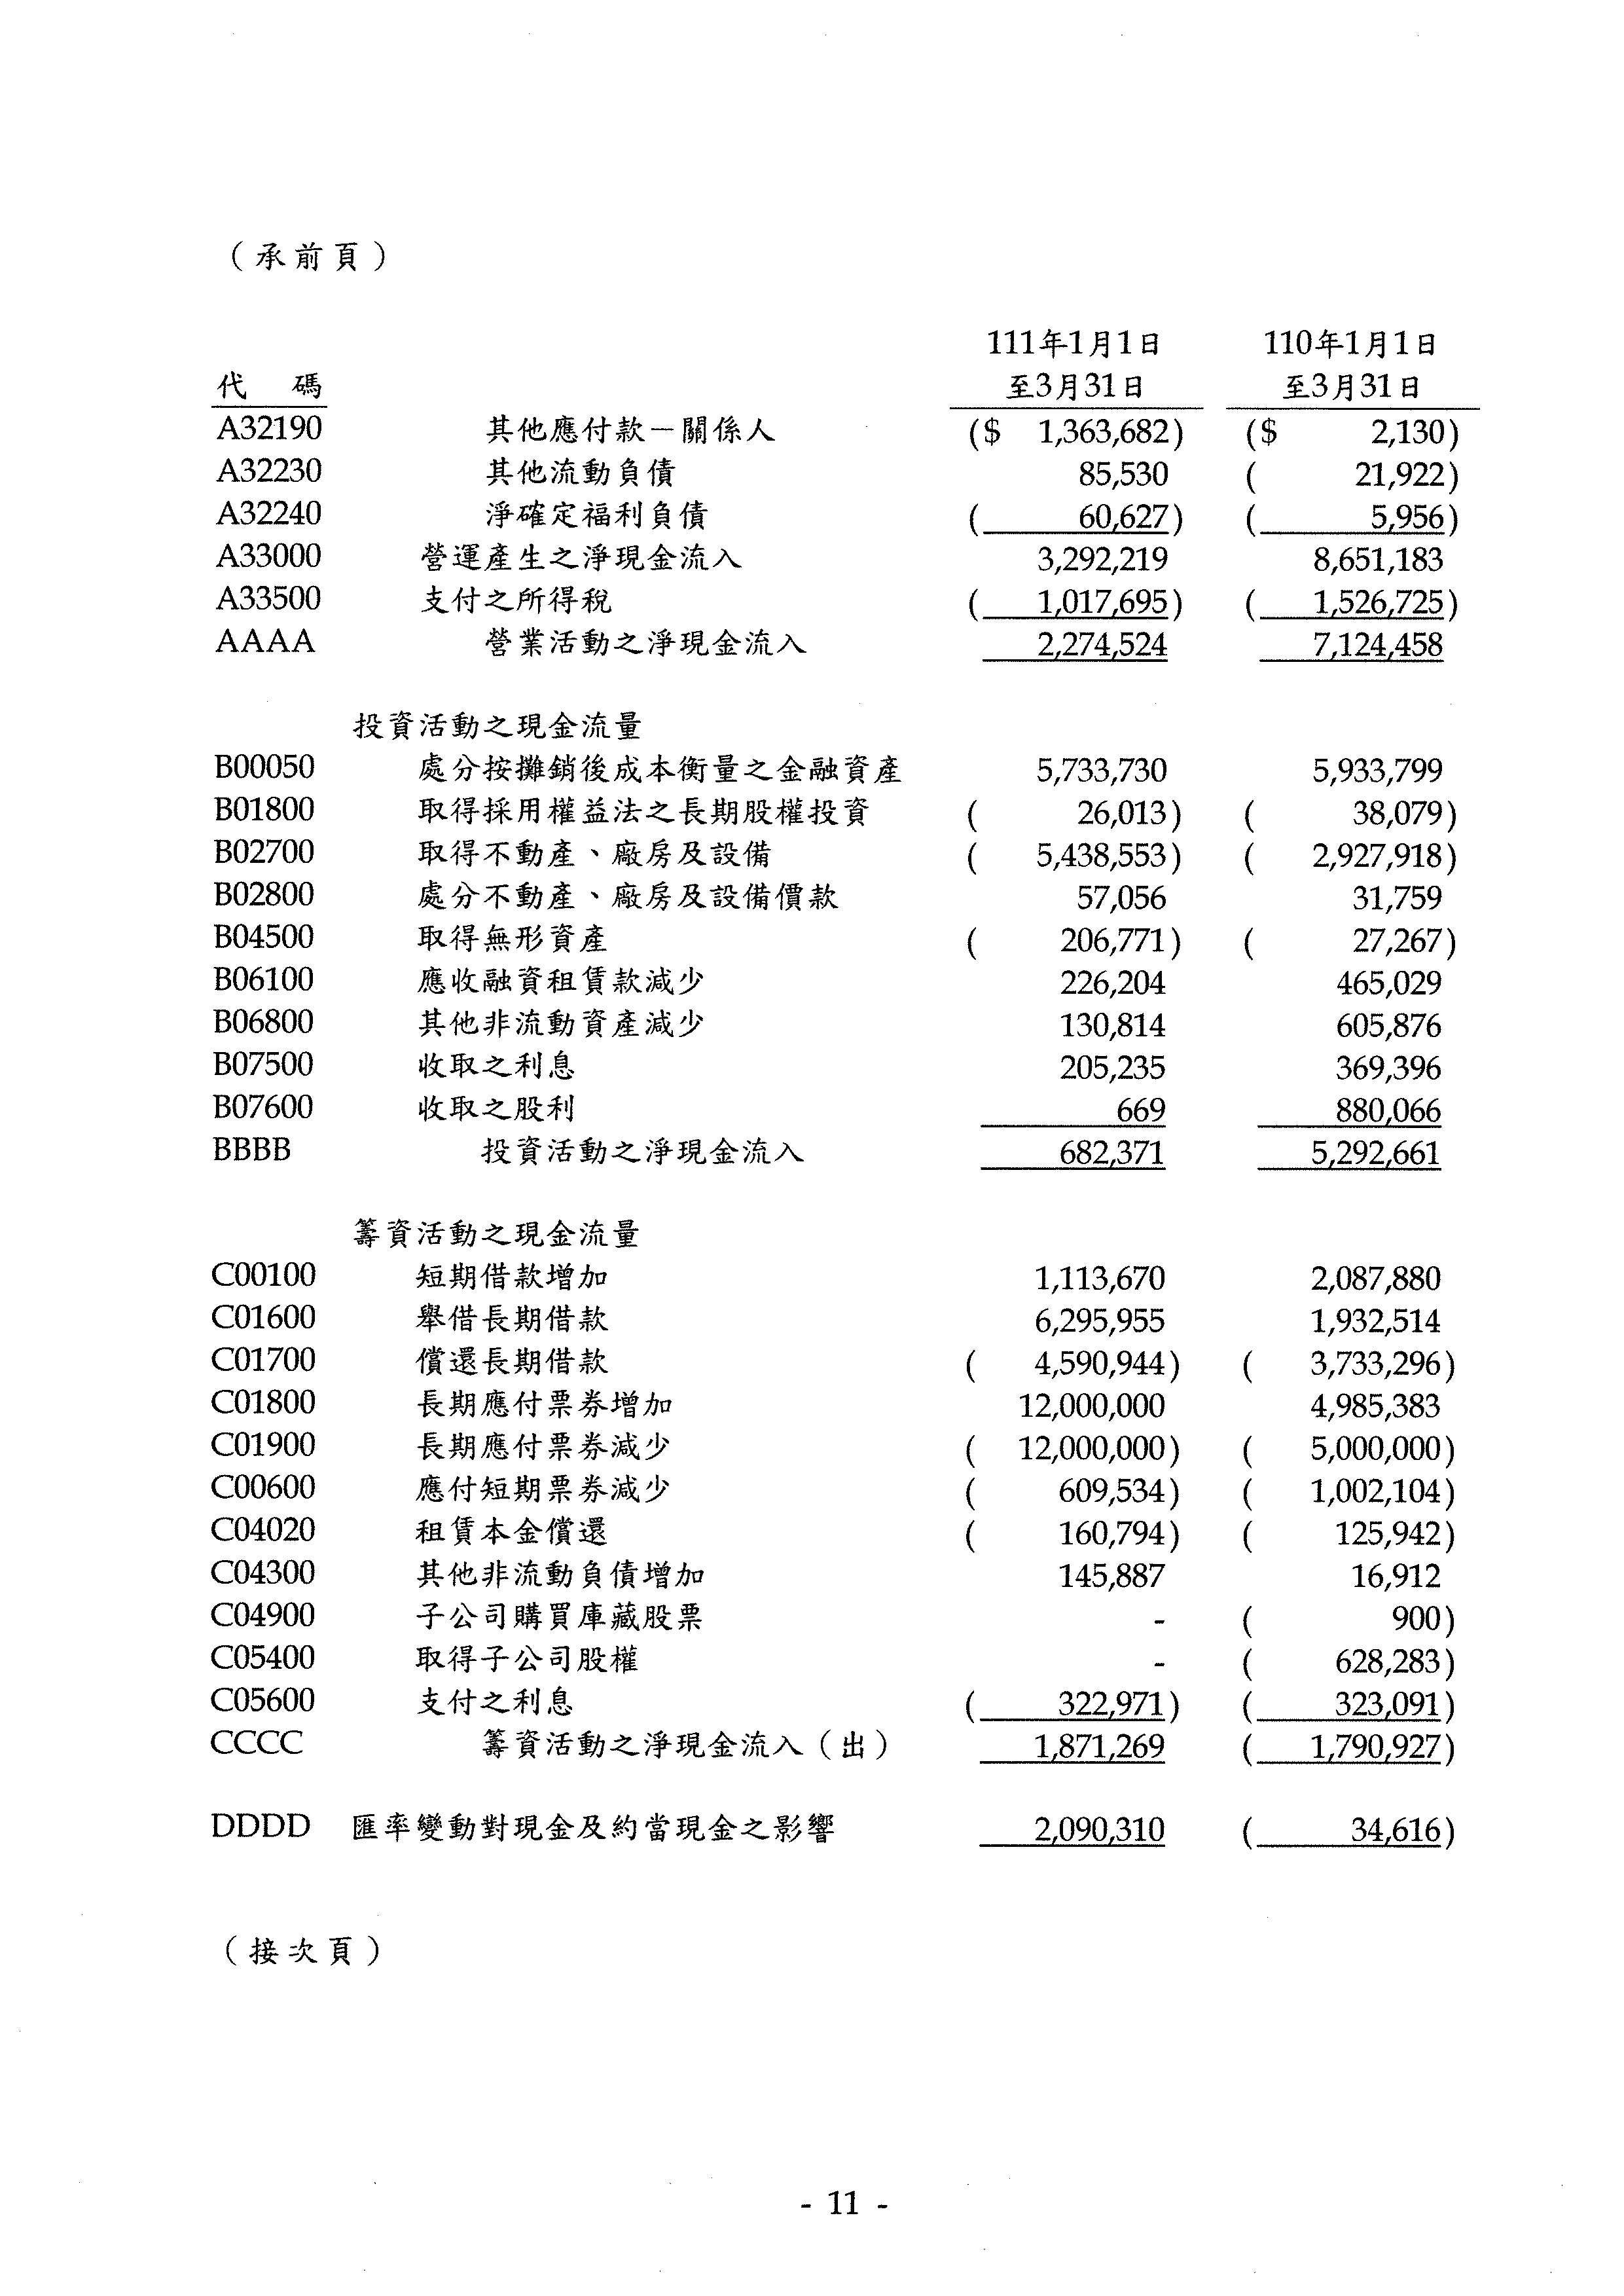 （承前頁）
111年1月1日 110年1月1日
代 碼 至3月31日 至3月31日
A32190 其他應付款－關係人 ($ 1,363,682) ($ 2,130)
A32230 其他流動負債 85,530 ( 21,922)
A32240 淨確定福利負債 ( 60,627) ( 5,956)
A33000 營運產生之淨現金流入 3,292,219 8,651,183
A33500 支付之所得稅 ( 1,017,695) ( 1,526,725)
AAAA 營業活動之淨現金流入 2,274,524 7,124,458
投資活動之現金流量
B00050 處分按攤銷後成本衡量之金融資產 5,733,730 5,933,799
B01800 取得採用權益法之長期股權投資 ( 26,013) ( 38,079)
B02700 取得不動產、廠房及設備 ( 5,438,553) ( 2,927,918)
B02800 處分不動產、廠房及設備價款 57,056 31,759
B04500 取得無形資產 ( 206,771) ( 27,267)
B06100 應收融資租賃款減少 226,204 465,029
B06800 其他非流動資產減少 130,814 605,876
B07500 收取之利息 205,235 369,396
B07600 收取之股利 669 880,066
BBBB 投資活動之淨現金流入 682,371 5,292,661
籌資活動之現金流量
C00100 短期借款增加 1,113,670 2,087,880
C01600 舉借長期借款 6,295,955 1,932,514
C01700 償還長期借款 ( 4,590,944) ( 3,733,296)
C01800 長期應付票券增加 12,000,000 4,985,383
C01900 長期應付票券減少 ( 12,000,000) ( 5,000,000)
C00600 應付短期票券減少 ( 609,534) ( 1,002,104)
C04020 租賃本金償還 ( 160,794) ( 125,942)
C04300 其他非流動負債增加 145,887 16,912
C04900 子公司購買庫藏股票 - ( 900)
C05400 取得子公司股權 - ( 628,283)
C05600 支付之利息 ( 322,971) ( 323,091)
CCCC 籌資活動之淨現金流入（出） 1,871,269 ( 1,790,927)
DDDD 匯率變動對現金及約當現金之影響 2,090,310 ( 34,616)
（接次頁）
- 11 -